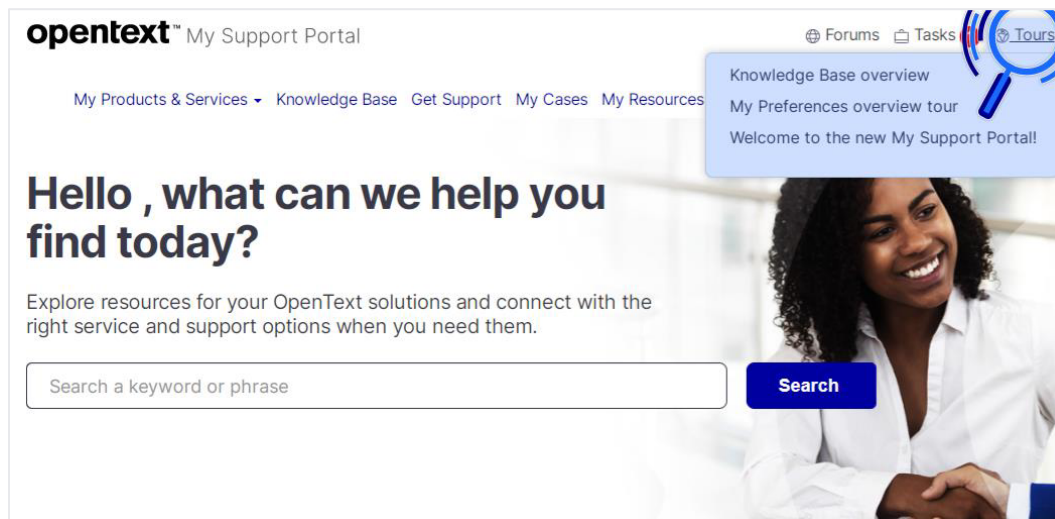 opentext™ My Support Portal
Forums Tasks Tours
Knowledge Base overview
My Products & Services Knowledge Base Get Support My Cases My Resources
My Preferences overview tour
Welcome to the new My Support Portal!
Hello , what can we help you
find today?
Explore resources for your OpenText solutions and connect with the
right service and support options when you need them.
Search a keyword or phrase
Search